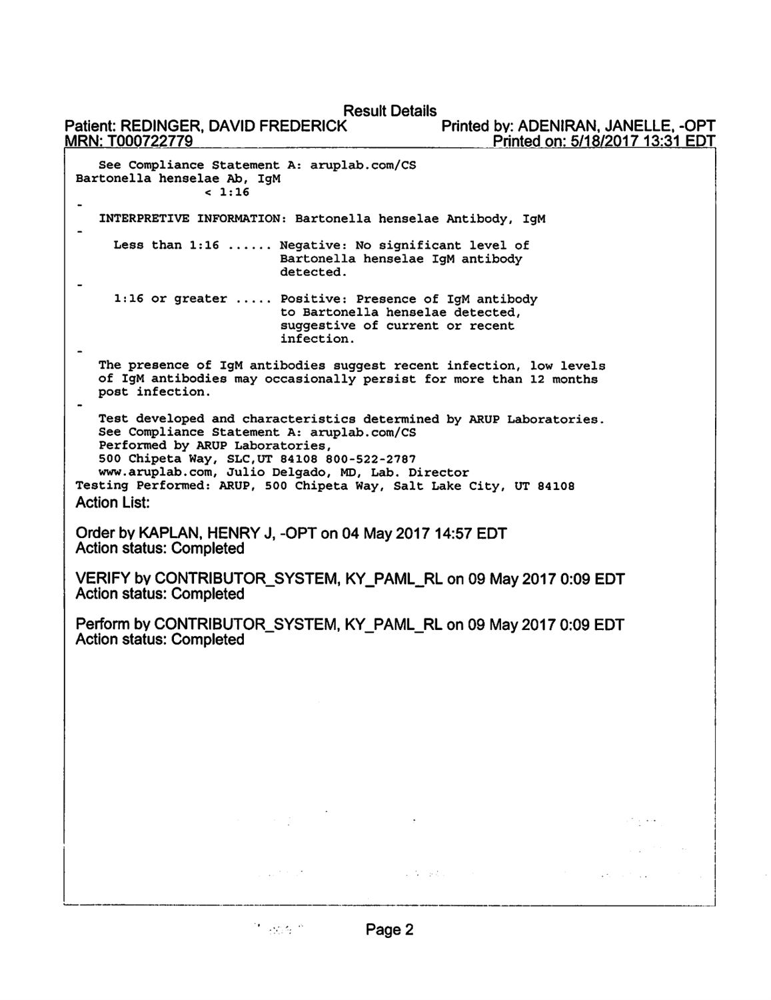 Result Details
Patient: REDINGER, DAVID FREDERICK Printed by: ADENIRAN, JANELLE, -OPT
MRN: T000722779 Printed on: 5/18/2017 13:31 EDT
See Compliance Statement A: aruplab.com/CS
Bartonella henselae Ab, IgM
< 1:16
-
INTERPRETIVE INFORMATION: Bartonella henselae Antibody, IgM
-
Less than 1:16 ...... Negative: No significant level of
Bartonella henselae IgM antibody
detected.
-
1:16 or greater ..... Positive: Presence of IgM antibody
to Bartonella henselae detected,
suggestive of current or recent
infection.
-
The presence of IgM antibodies suggest recent infection, low levels
of IgM antibodies may occasionally persist for more than 12 months
post infection.
-
Test developed and characteristics determined by ARUP Laboratories.
See Compliance Statement A: aruplab.com/CS
Performed by ARUP Laboratories,
500 Chipeta Way, SLC,UT 84108 800-522-2787
www.aruplab.com, Julio Delgado, MD, Lab. Director
Testing Performed: ARUP, 500 Chipeta Way, Salt Lake City, UT 84108
Action List:
Order by KAPLAN, HENRY J, -OPT on 04 May 2017 14:57 EDT
Action status: Completed
VERIFY by CONTRIBUTOR_SYSTEM, KY_PAML_RL on 09 May 2017 0:09 EDT
Action status: Completed
Perform by CONTRIBUTOR_SYSTEM, KY_PAML_RL on 09 May 2017 0:09 EDT
Action status: Completed
Page 2